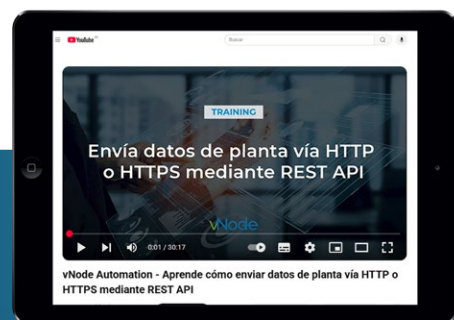 YouTube
Buscar
TRAINING
Envía datos de planta vía HTTP
o HTTPS mediante REST API
vNode
0:01 / 30:17
vNode Automation - Aprende cómo enviar datos de planta vía HTTP o
HTTPS mediante REST API